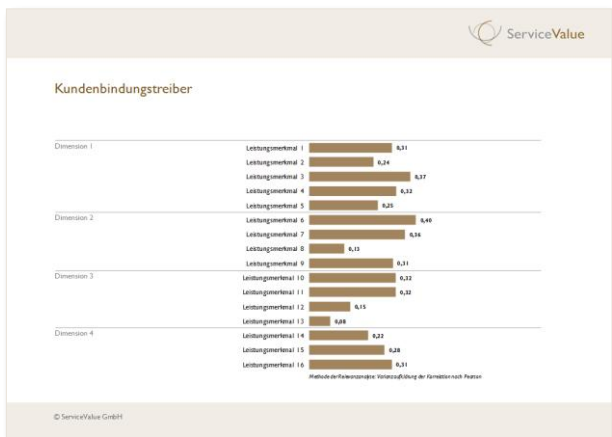 ServiceValue
Kundenbindungstreiber
Dimension 1
Leistungsmerkmal 1 0,31
Leistungsmerkmal 2 0,24
Leistungsmerkmal 3 0,37
Leistungsmerkmal 4 0,32
Leistungsmerkmal 5 0,25
Dimension 2
Leistungsmerkmal 6 0,40
Leistungsmerkmal 7 0,36
Leistungsmerkmal 8 0,13
Leistungsmerkmal 9 0,31
Dimension 3
Leistungsmerkmal 10 0,32
Leistungsmerkmal 11 0,32
Leistungsmerkmal 12 0,15
Leistungsmerkmal 13 0,08
Dimension 4
Leistungsmerkmal 14 0,22
Leistungsmerkmal 15 0,28
Leistungsmerkmal 16 0,31
Methode der Relevanzanalyse: Varianzaufklärung der Korrelation nach Pearson
© ServiceValue GmbH